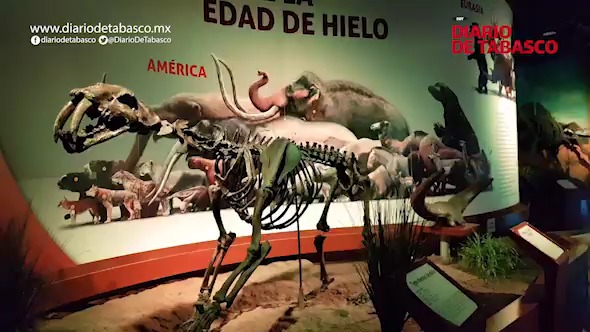 www.diariodetabasco.mx
diariodetabasco @DiarioDeTabasco
DIARIO
DE TABASCO
EDAD DE HIELO
EURASIA
AMÉRICA